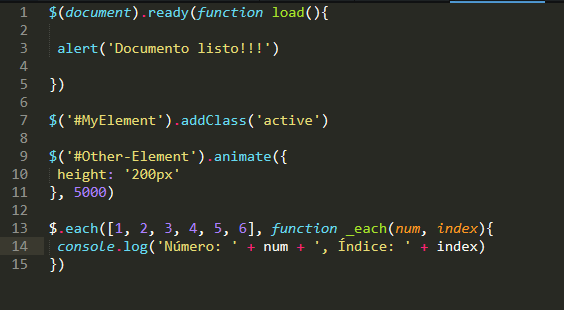 1 $(document).ready(function load(){
2
3 alert('Documento listo!!!')
4
5 })
6
7 $('#MyElement').addClass('active')
8
9 $('#Other-Element').animate({
10 height: '200px'
11 }, 5000)
12
13 $.each([1, 2, 3, 4, 5, 6], function _each(num, index){
14 console.log('Número: ' + num + ', Índice: ' + index)
15 })